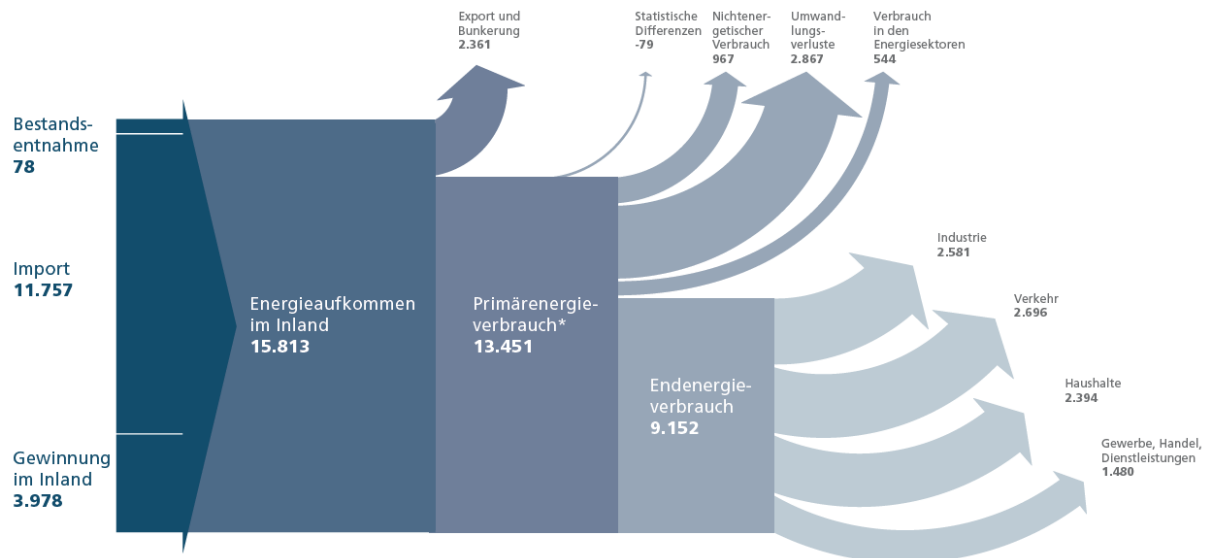 Export und
Bunkerung
2.361
Statistische
Differenzen
-79
Nichtener-
getischer
Verbrauch
967
Umwand-
lungs-
verluste
2.867
Verbrauch
in den
Energiesektoren
544
Bestands-
entnahme
78
Import
11.757
Gewinnung
im Inland
3.978
Energieaufkommen
im Inland
15.813
Primärenergie-
verbrauch*
13.451
Endenergie-
verbrauch
9.152
Industrie
2.581
Verkehr
2.696
Haushalte
2.394
Gewerbe, Handel,
Dienstleistungen
1.480